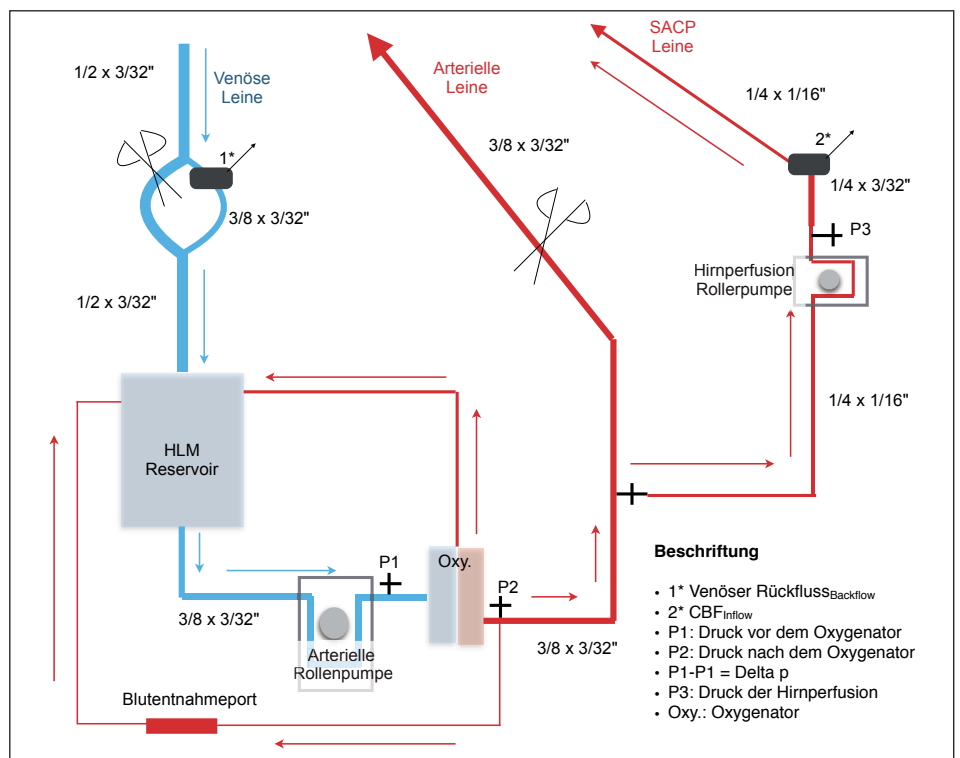 SACP
Leine
1/2 x 3/32"
Venöse
Leine
Arterielle
Leine
1/4 x 1/16"
3/8 x 3/32"
2*
1*
1/4 x 3/32"
3/8 x 3/32"
P3
Hirnperfusion
Rollerpumpe
1/2 x 3/32"
1/4 x 1/16"
HLM
Reservoir
P1
Oxy.
P2
3/8 x 3/32"
3/8 x 3/32"
Arterielle
Rollenpumpe
Blutentnahmeport
Beschriftung
• 1* Venöser RückflussBackflow
• 2* CBFInflow
• P1: Druck vor dem Oxygenator
• P2: Druck nach dem Oxygenator
• P1-P1 = Delta p
• P3: Druck der Hirnperfusion
• Oxy.: Oxygenator